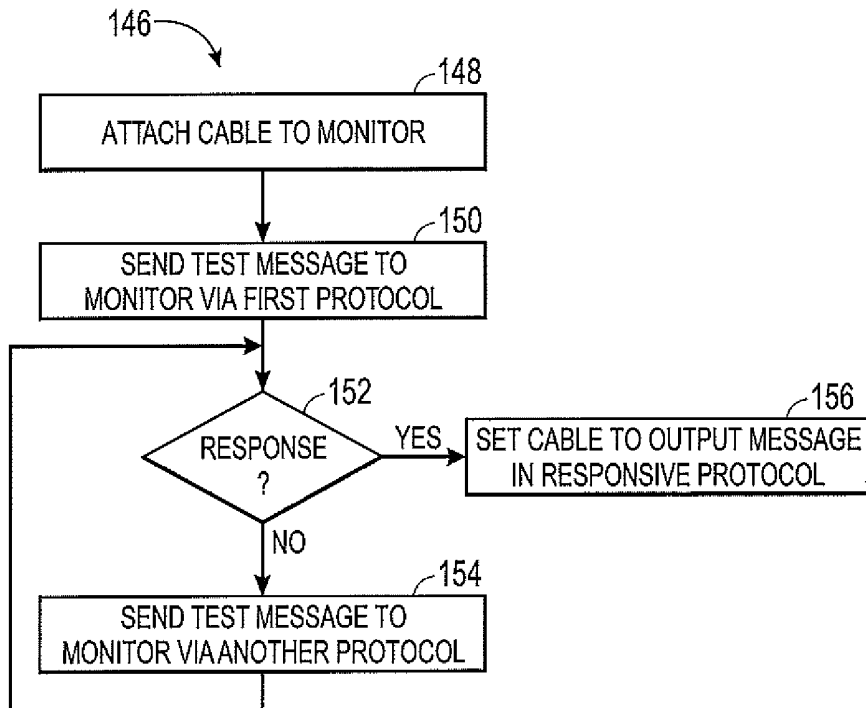 146
148
ATTACH CABLE TO MONITOR
150
SEND TEST MESSAGE TO
MONITOR VIA FIRST PROTOCOL
152
RESPONSE
?
YES
156
SET CABLE TO OUTPUT MESSAGE
IN RESPONSIVE PROTOCOL
NO
154
SEND TEST MESSAGE TO
MONITOR VIA ANOTHER PROTOCOL